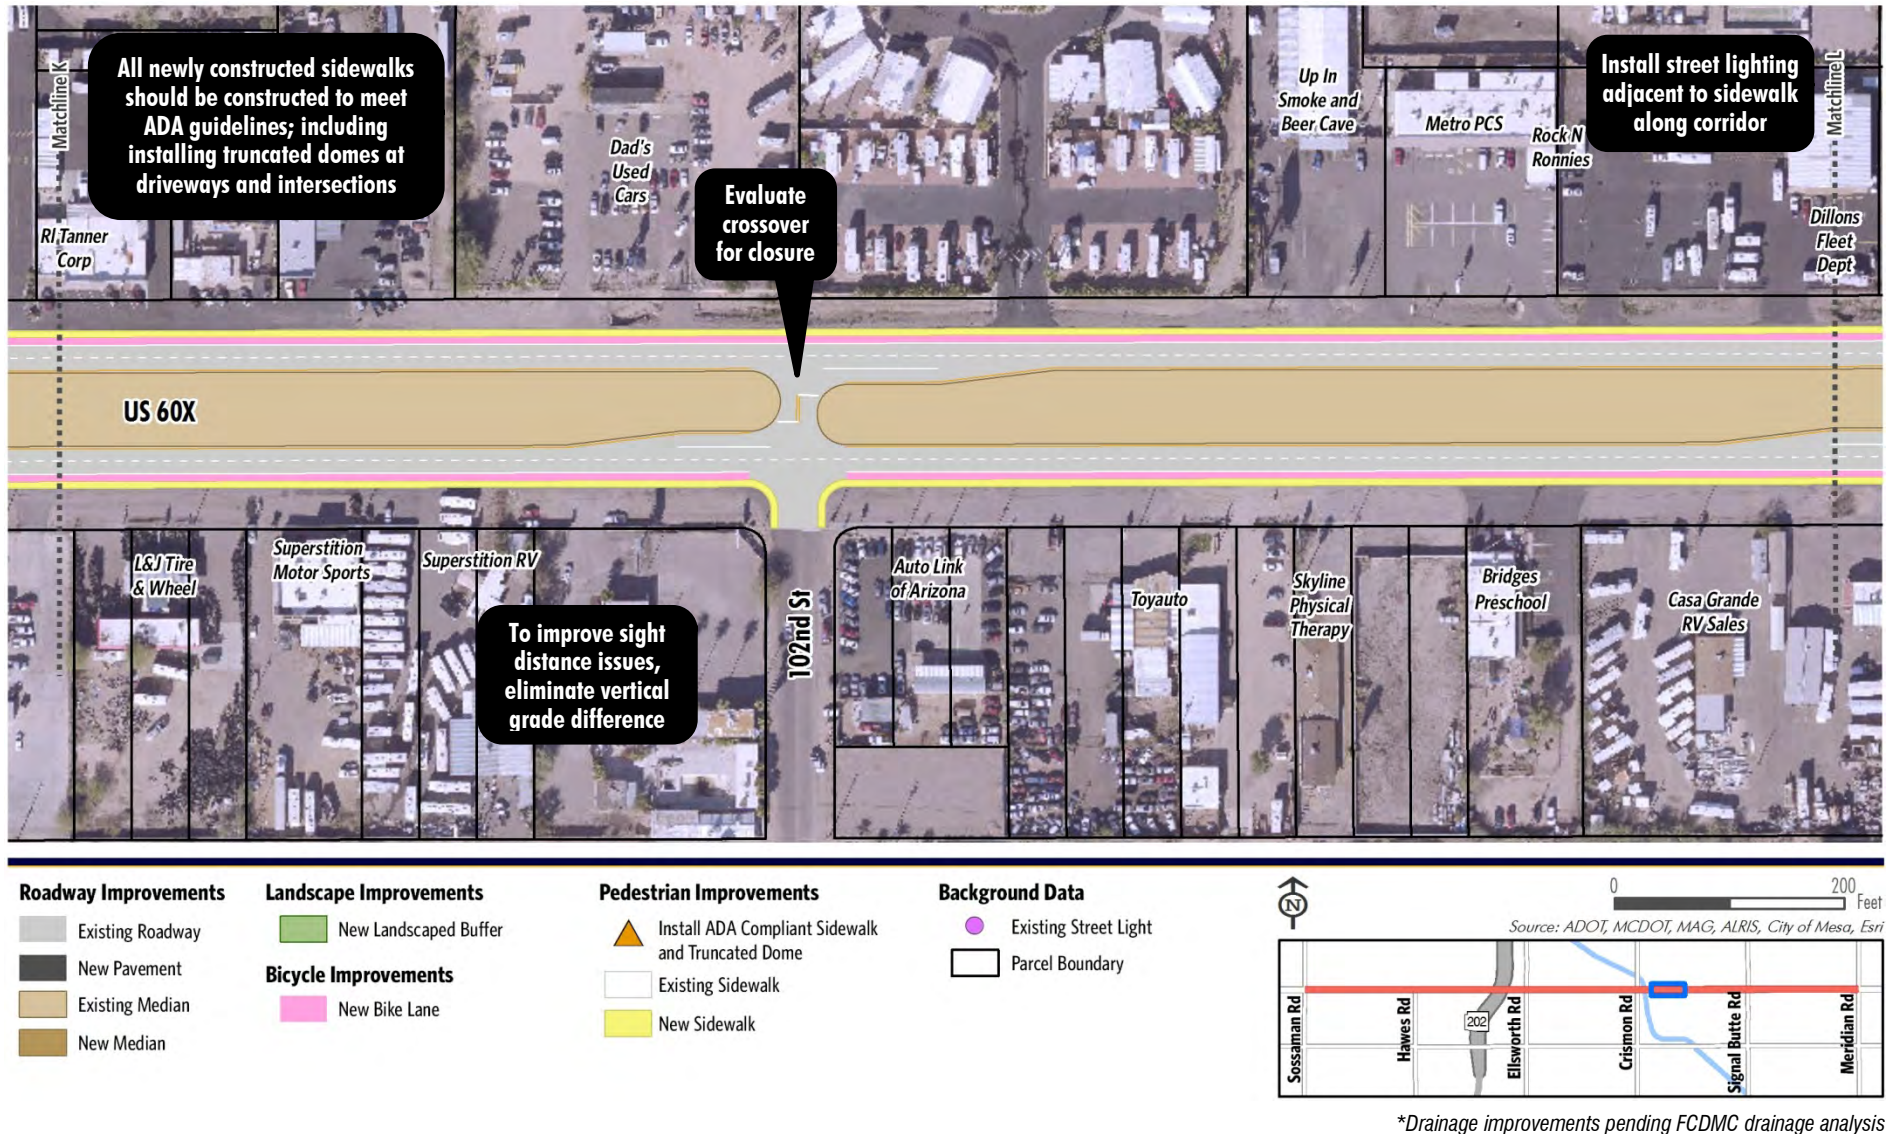 Matchline K
All newly constructed sidewalks
should be constructed to meet
ADA guidelines; including
installing truncated domes at
driveways and intersections
RI Tanner
Corp
Dad's
Used
Cars
Evaluate
crossover
for closure
Up In
Smoke and
Beer Cave
Metro PCS
Rock N
Ronnies
Install street lighting
adjacent to sidewalk
along corridor
Matchline L
Dillons
Fleet
Dept
US 60X
L&J Tire
& Wheel
Superstition
Motor Sports
Superstition RV
To improve sight
distance issues,
eliminate vertical
grade difference
102nd St
Auto Link
of Arizona
Toyauto
Skyline
Physical
Therapy
Bridges
Preschool
Casa Grande
RV Sales
Roadway Improvements
Existing Roadway
New Pavement
Existing Median
New Median
Landscape Improvements
New Landscaped Buffer
Bicycle Improvements
New Bike Lane
Pedestrian Improvements
Install ADA Compliant Sidewalk
and Truncated Dome
Existing Sidewalk
New Sidewalk
Background Data
Existing Street Light
Parcel Boundary
N
0 200
Feet
Source: ADOT, MCDOT, MAG, ALRIS, City of Mesa, Esri
Sossaman Rd
Hawes Rd
202
Ellsworth Rd
Crismon Rd
Signal Butte Rd
Meridian Rd
*Drainage improvements pending FCDMC drainage analysis